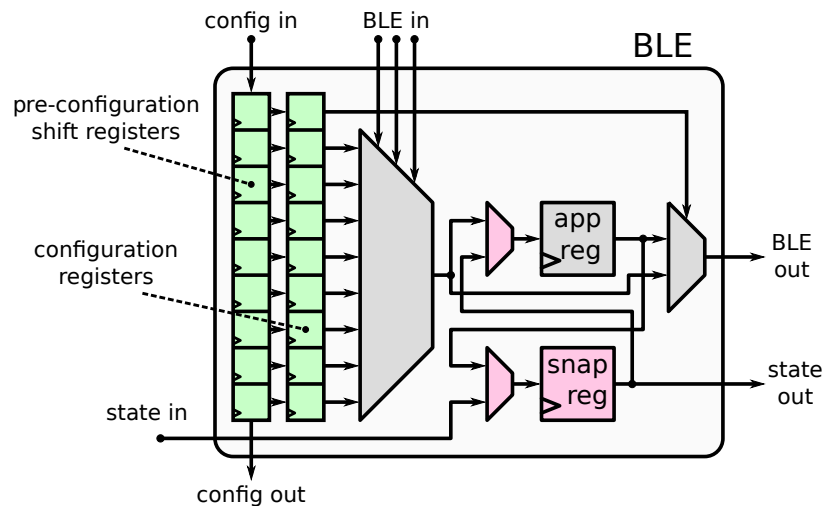 config in
BLE in
BLE
pre-configuration
shift registers
app
reg
BLE
out
configuration
registers
snap
reg
state
out
state in
config out